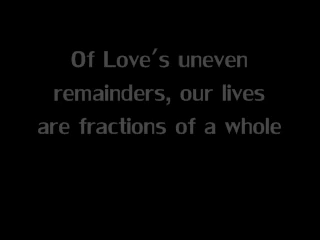 Of Love's uneven
remainders, our lives
are fractions of a whole